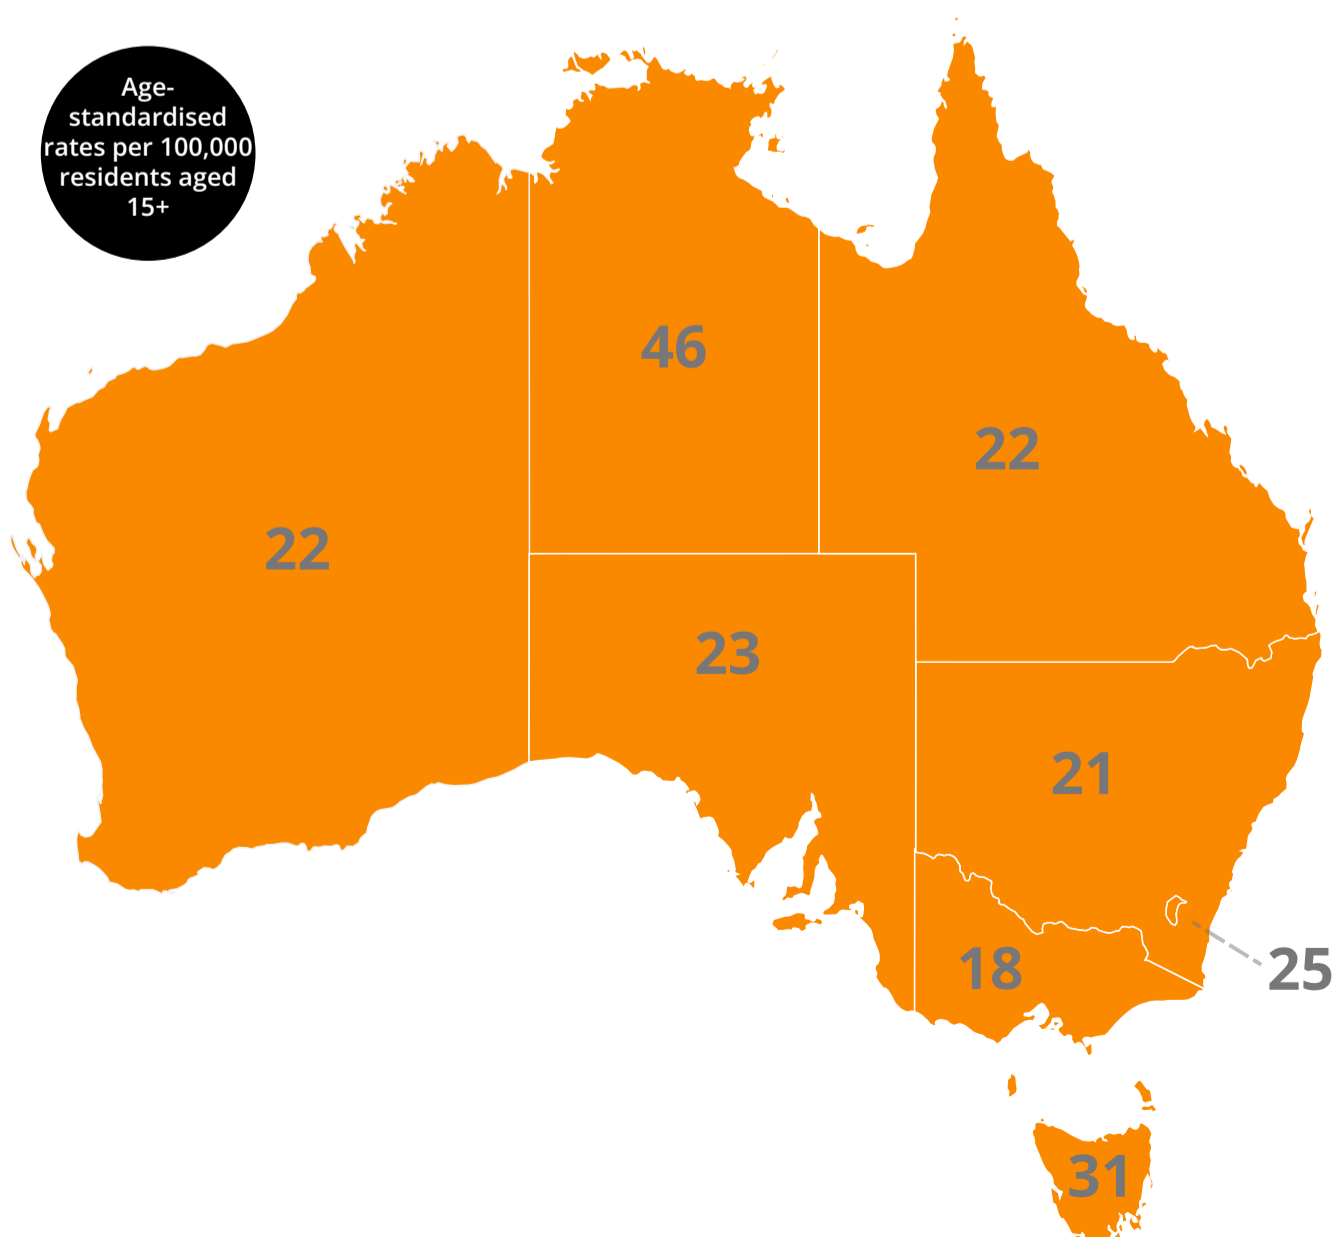 Age-
standardised
rates per 100,000
residents aged
15+
46
22
22
23
21
18
25
31